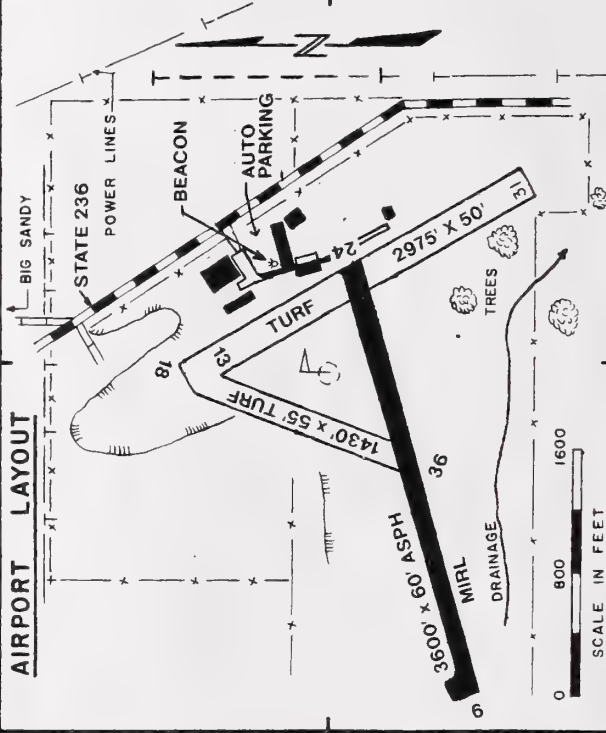 AIRPORT LAYOUT
BIG SANDY
STATE 236
POWER LINES
N
BEACON
AUTO
PARKING
18
13
TURF
24
2975' X 50'
31
1430' x 55' TURF
TREES
36
3600' x 60' ASPH
MIRL
DRAINAGE
6
0 800 1600
SCALE IN FEET